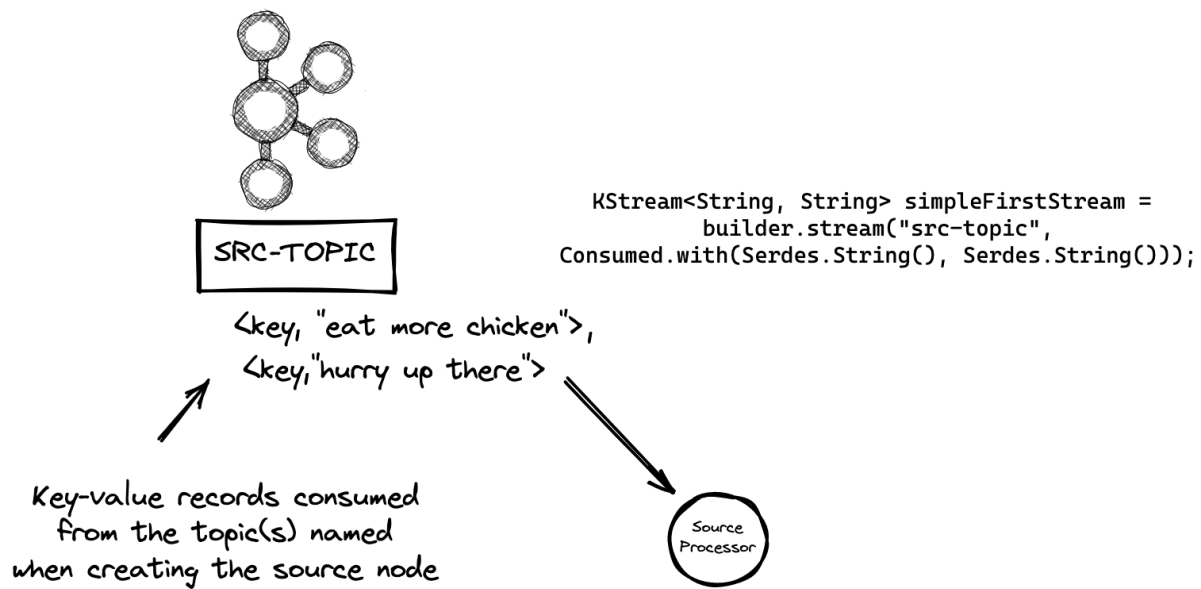 SRC-TOPIC
<key, "eat more chicken">,
<key,"hurry up there">
KStream<String, String> simpleFirstStream =
builder.stream("src-topic",
Consumed.with(Serdes.String(), Serdes.String()));
Key-value records consumed
from the topic(s) named
when creating the source node
Source
Processor